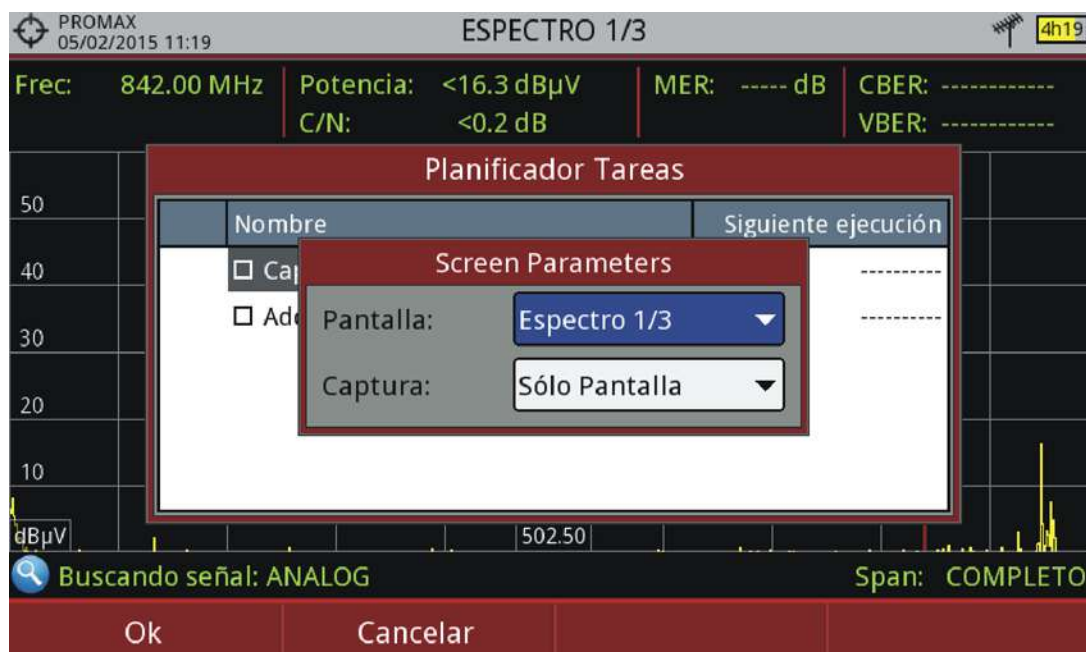 PROMAX
05/02/2015 11:19
ESPECTRO 1/3
4h19
Frec: 842.00 MHz
Potencia: <16.3 dBµV
MER: ----- dB
CBER: ------------
C/N: <0.2 dB
VBER: ------------
Planificador Tareas
Nombre
Siguiente ejecución
Screen Parameters
Pantalla: Espectro 1/3
Captura: Sólo Pantalla
----------
----------
50
40
30
20
10
dBµV
502.50
Buscando señal: ANALOG
Span: COMPLETO
Ok
Cancelar